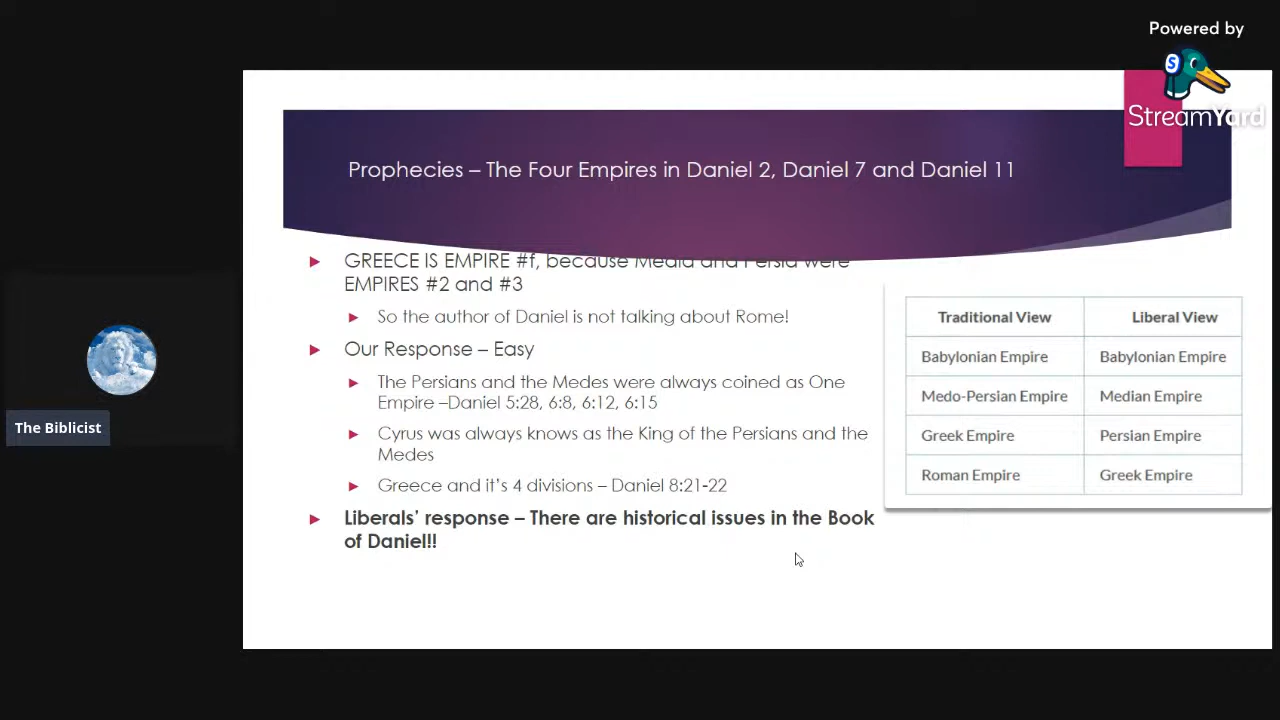 Powered by
StreamYard
Prophecies – The Four Empires in Daniel 2, Daniel 7 and Daniel 11
GREECE IS EMPIRE #f, because Media and Persia were
EMPIRES #2 and #3
So the author of Daniel is not talking about Rome!
Our Response – Easy
The Persians and the Medes were always coined as One
Empire –Daniel 5:28, 6:8, 6:12, 6:15
Cyrus was always knows as the King of the Persians and the
Medes
Greece and it's 4 divisions – Daniel 8:21-22
Liberals' response – There are historical issues in the Book
of Daniel!!
Traditional View Liberal View
Babylonian Empire Babylonian Empire
Medo-Persian Empire Median Empire
Greek Empire Persian Empire
Roman Empire Greek Empire
The Biblicist